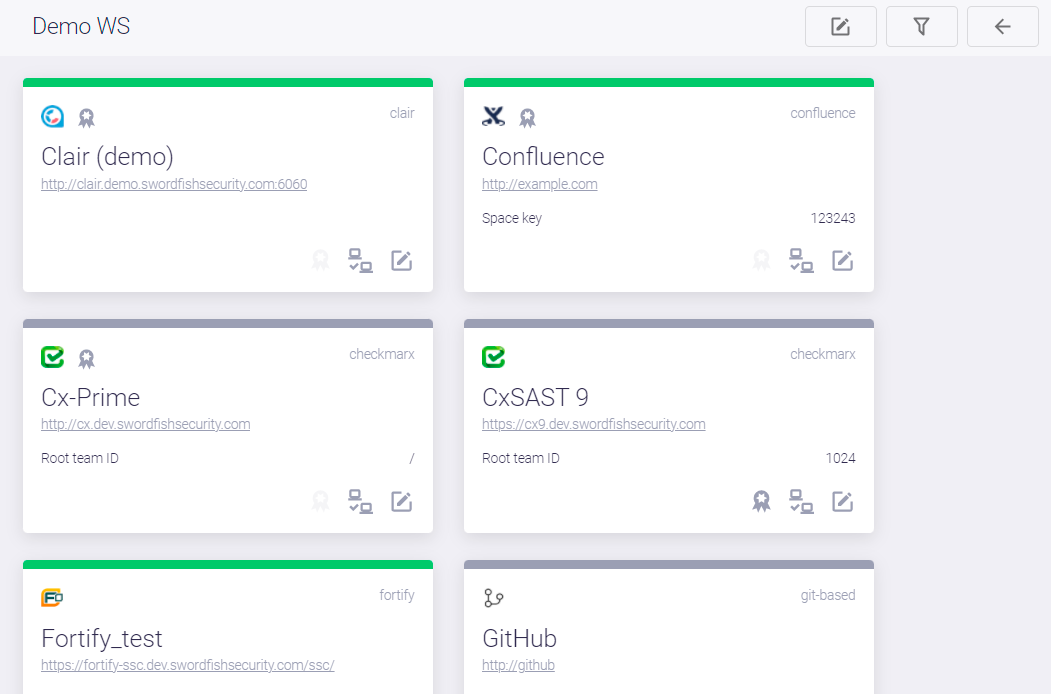 Demo WS
clair
Clair (demo)
http://clair.demo.swordfishsecurity.com:6060
confluence
Confluence
http://example.com
Space key 123243
checkmarx
Cx-Prime
http://cx.dev.swordfishsecurity.com
Root team ID /
checkmarx
CxSAST 9
https://cx9.dev.swordfishsecurity.com
Root team ID 1024
fortify
Fortify_test
https://fortify-ssc.dev.swordfishsecurity.com/ssc/
git-based
GitHub
http://github